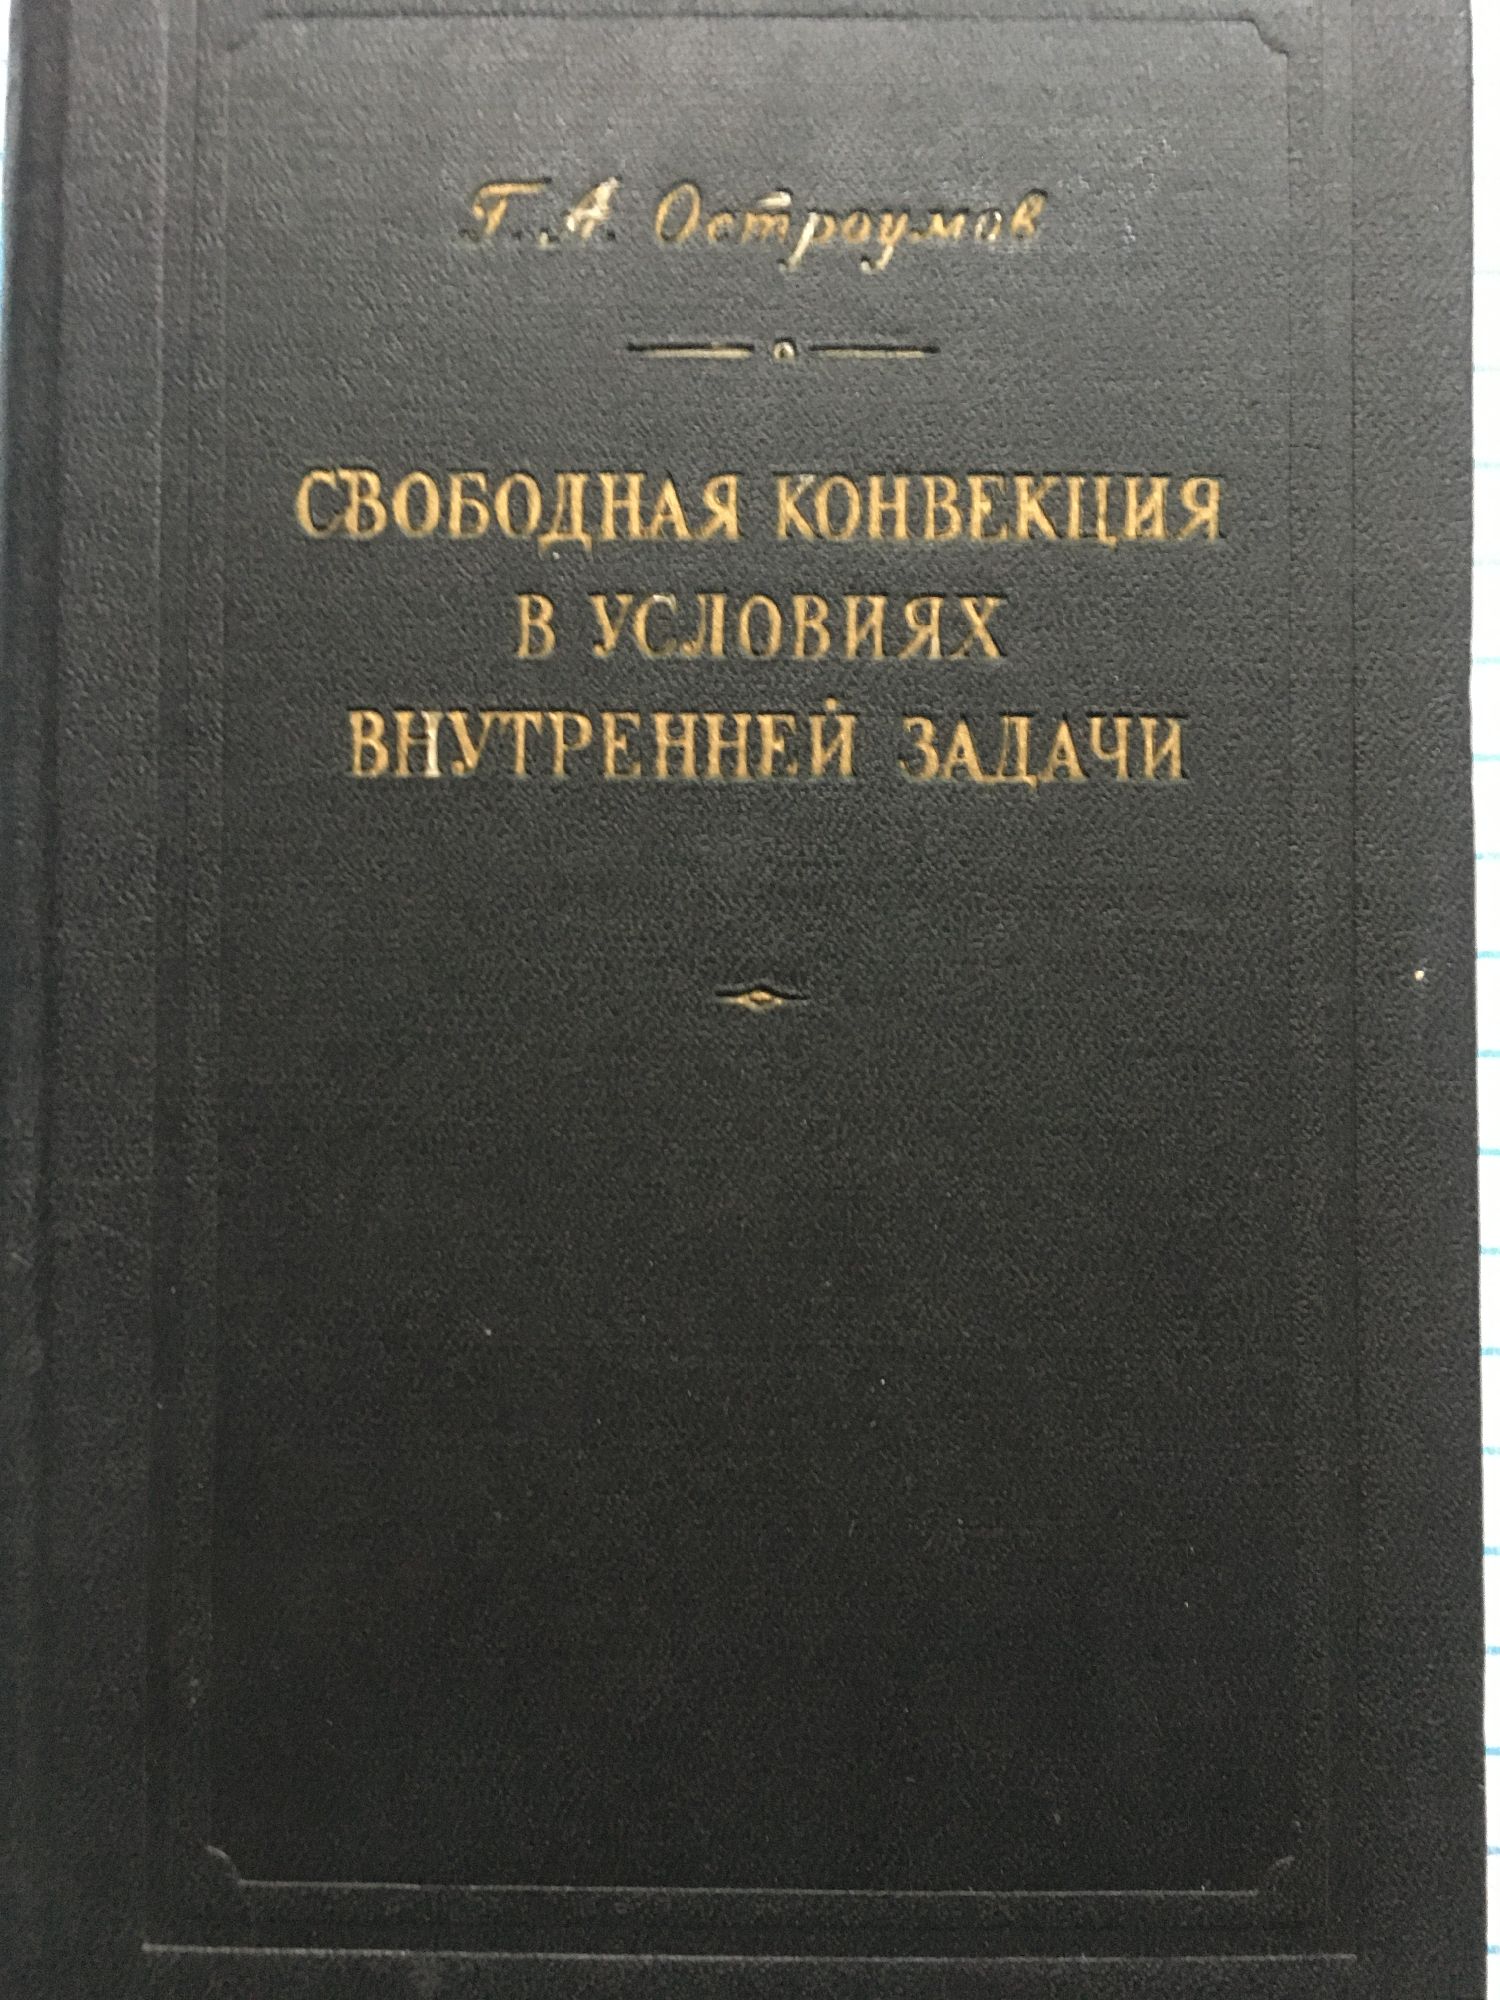 Г. А. Остроумов
СВОБОДНАЯ КОНВЕКЦИЯ
В УСЛОВИЯХ
ВНУТРЕННЕЙ ЗАДАЧИ